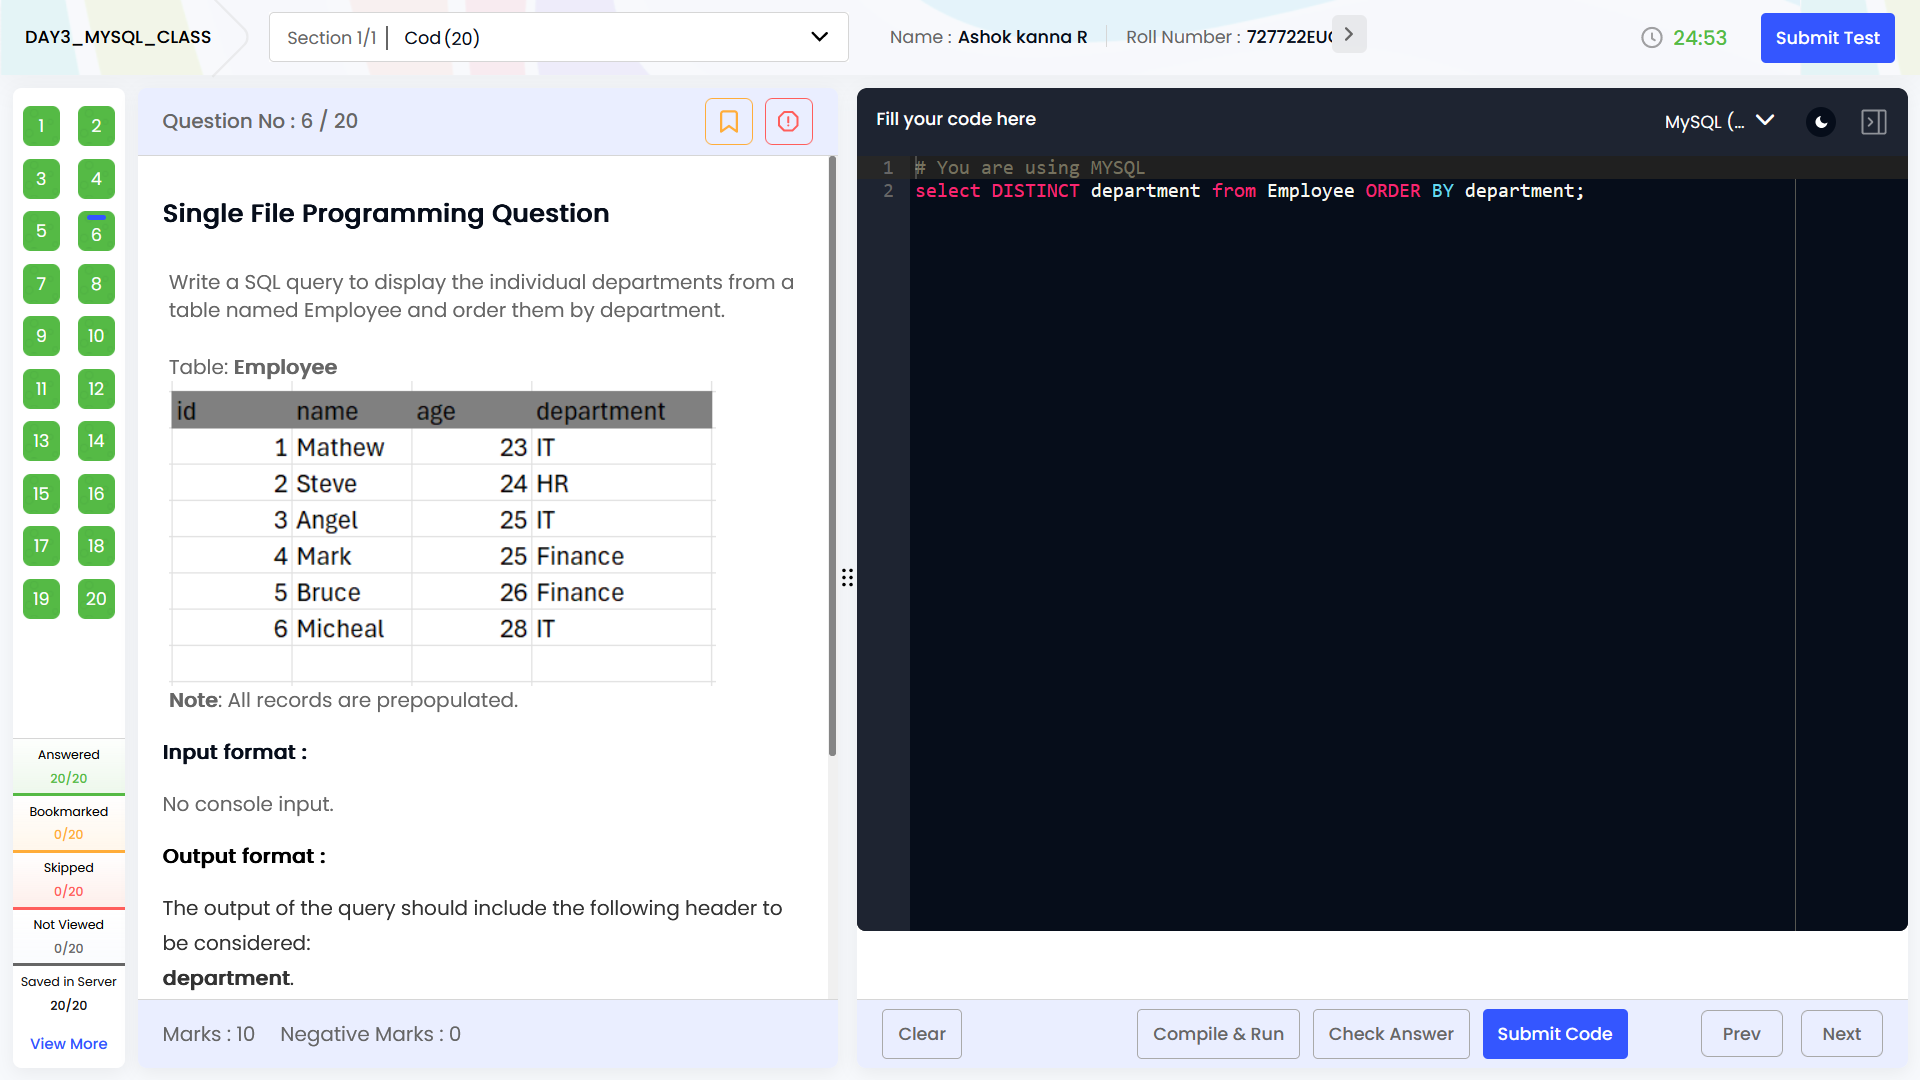 DAY3_MYSQL_CLASS
Section 1/1 | Cod (20)
Name : Ashok kanna R
Roll Number : 727722EU
24:53
Submit Test
1 2
3 4
5 6
7 8
9 10
11 12
13 14
15 16
17 18
19 20
Answered
20/20
Bookmarked
0/20
Skipped
0/20
Not Viewed
0/20
Saved in Server
20/20
View More
Question No : 6 / 20
Single File Programming Question
Write a SQL query to display the individual departments from a
table named Employee and order them by department.
Table: Employee
id name age department
1 Mathew 23 IT
2 Steve 24 HR
3 Angel 25 IT
4 Mark 25 Finance
5 Bruce 26 Finance
6 Micheal 28 IT
Note: All records are prepopulated.
Input format :
No console input.
Output format :
The output of the query should include the following header to
be considered:
department.
Marks : 10 Negative Marks : 0
Fill your code here
MySQL (...
1 # You are using MYSQL
2 select DISTINCT department from Employee ORDER BY department;
Clear
Compile & Run
Check Answer
Submit Code
Prev
Next